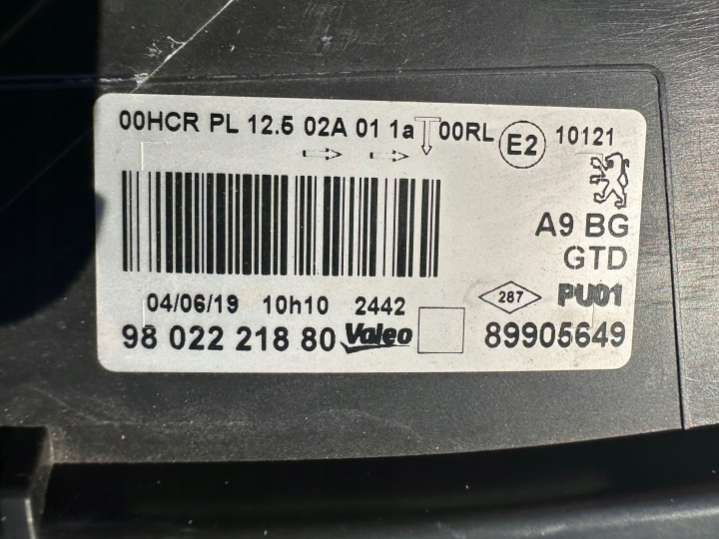 00HCR PL 12.5 02A 01 1a 00RL E2 10121
A9 BG
GTD
04/06/19 10h10 2442 287 PU01
98 022 218 80 Valeo 89905649